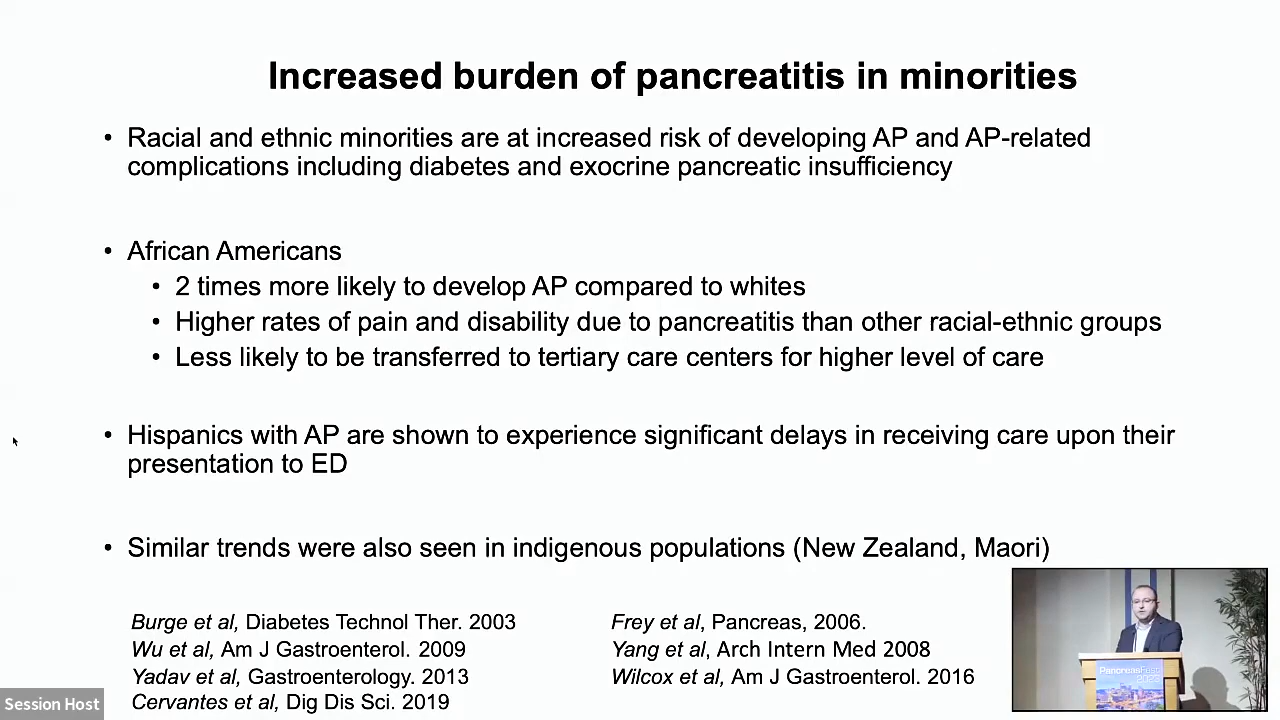 Increased burden of pancreatitis in minorities
• Racial and ethnic minorities are at increased risk of developing AP and AP-related
complications including diabetes and exocrine pancreatic insufficiency
• African Americans
• 2 times more likely to develop AP compared to whites
• Higher rates of pain and disability due to pancreatitis than other racial-ethnic groups
• Less likely to be transferred to tertiary care centers for higher level of care
• Hispanics with AP are shown to experience significant delays in receiving care upon their
presentation to ED
• Similar trends were also seen in indigenous populations (New Zealand, Maori)
Burge et al, Diabetes Technol Ther. 2003
Wu et al, Am J Gastroenterol. 2009
Yadav et al, Gastroenterology. 2013
Cervantes et al, Dig Dis Sci. 2019
Frey et al, Pancreas, 2006.
Yang et al, Arch Intern Med 2008
Wilcox et al, Am J Gastroenterol. 2016
PancreasFest
Session Host